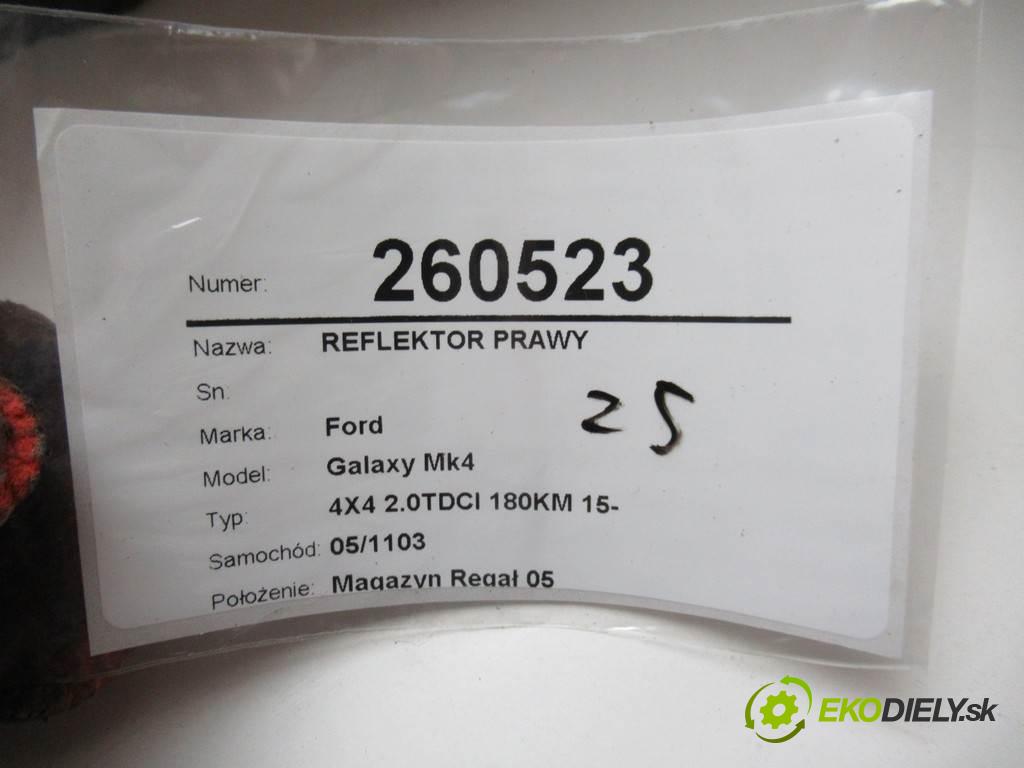 Numer: 260523
Nazwa: REFLEKTOR PRAWY
Sn:
25
Marka: Ford
Model: Galaxy Mk4
Typ: 4X4 2.0TDCI 180KM 15-
Samochód: 05/1103
Położenie: Magazyn Regał 05
EKODIELY.sk